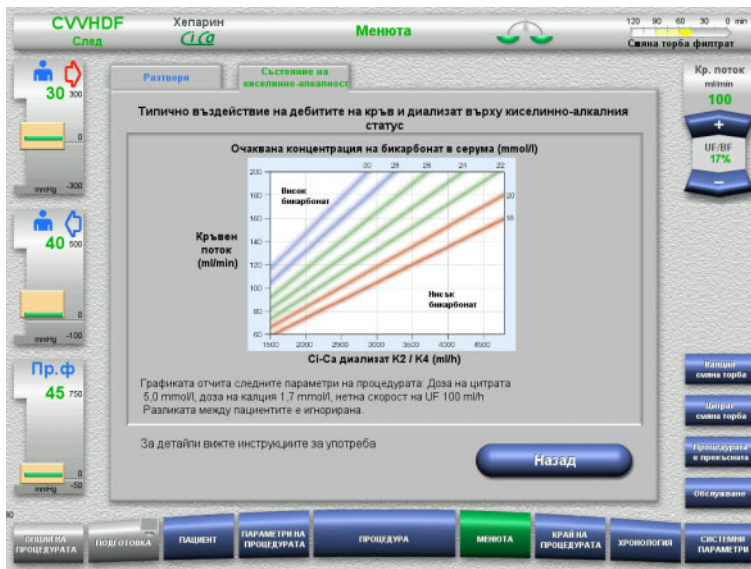 CVVHDF
След
Хепарин
CiCa
Менюта
120 90 60 30 0 min
Смяна торба филтрат
30 300
0
mmHg -300
40 500
0
mmHg -100
Пр.ф
45 750
0
mmHg -50
Разтвори
Състояние на
киселинно-алкалност
Типично въздействие на дебитите на кръв и диализат върху киселинно-алкалния
статус
Очаквана концентрация на бикарбонат в серума (mmol/l)
30 28 26 24 22
200
180
160
140
120
100
80
60
20
18
Висок
бикарбонат
Кръвен
поток
(ml/min)
Нисък
бикарбонат
1500 2000 2500 3000 3500 4000 4500
Ci-Ca диализат K2 / K4 (ml/h)
Графиката отчита следните параметри на процедурата: Доза на цитрата
5,0 mmol/l, доза на калция 1,7 mmol/l, нетна скорост на UF 100 ml/h
Разликата между пациентите е игнорирана.
За детайли вижте инструкциите за употреба
Назад
Кр. поток
ml/min
100
+
UF/BF
17%
−
Калций
смяна торба
Цитрат
смяна торба
Процедурата
е прекъсната
Обслужване
ОПЦИИ НА
ПРОЦЕДУРАТА
ПОДГОТОВКА
ПАЦИЕНТ
ПАРАМЕТРИ НА
ПРОЦЕДУРАТА
ПРОЦЕДУРА
МЕНЮТА
КРАЙ НА
ПРОЦЕДУРАТА
ХРОНОЛОГИЯ
СИСТЕМНИ
ПАРАМЕТРИ